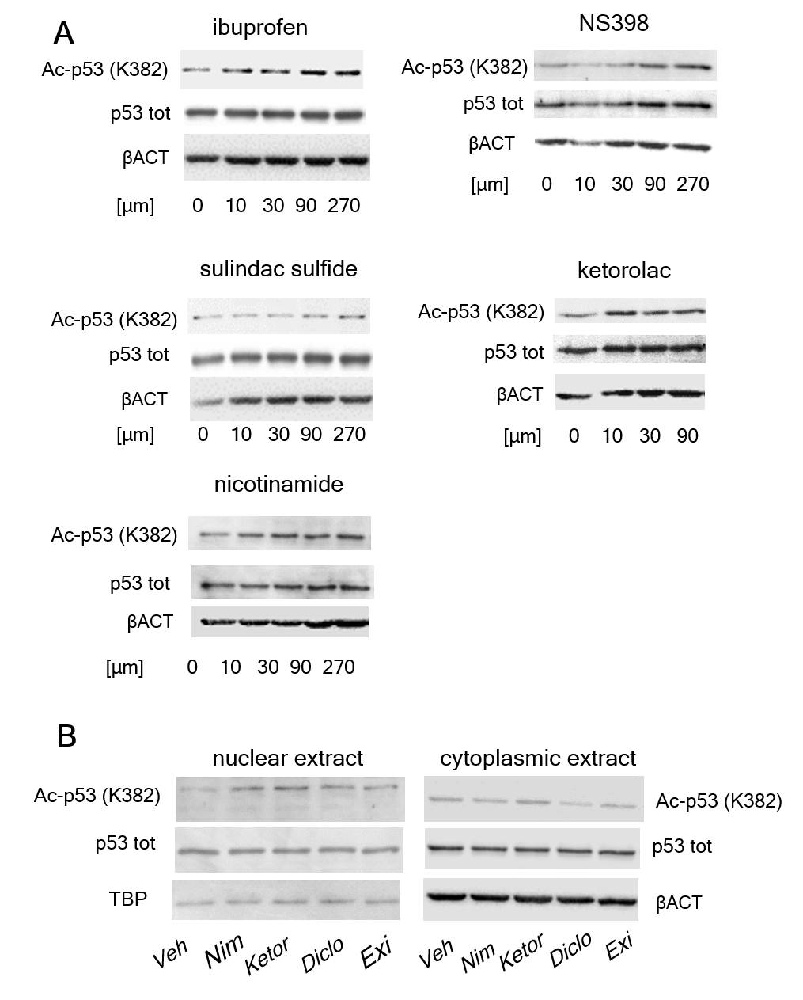 A
ibuprofen
Ac-p53 (K382)
p53 tot
βACT
[µm] 0 10 30 90 270
NS398
Ac-p53 (K382)
p53 tot
βACT
[µm] 0 10 30 90 270
sulindac sulfide
Ac-p53 (K382)
p53 tot
βACT
[µm] 0 10 30 90 270
ketorolac
Ac-p53 (K382)
p53 tot
βACT
[µm] 0 10 30 90
nicotinamide
Ac-p53 (K382)
p53 tot
βACT
[µm] 0 10 30 90 270
B
nuclear extract
Ac-p53 (K382)
p53 tot
TBP
Veh Nim Ketor Diclo Exi
cytoplasmic extract
Ac-p53 (K382)
p53 tot
βACT
Veh Nim Ketor Diclo Exi